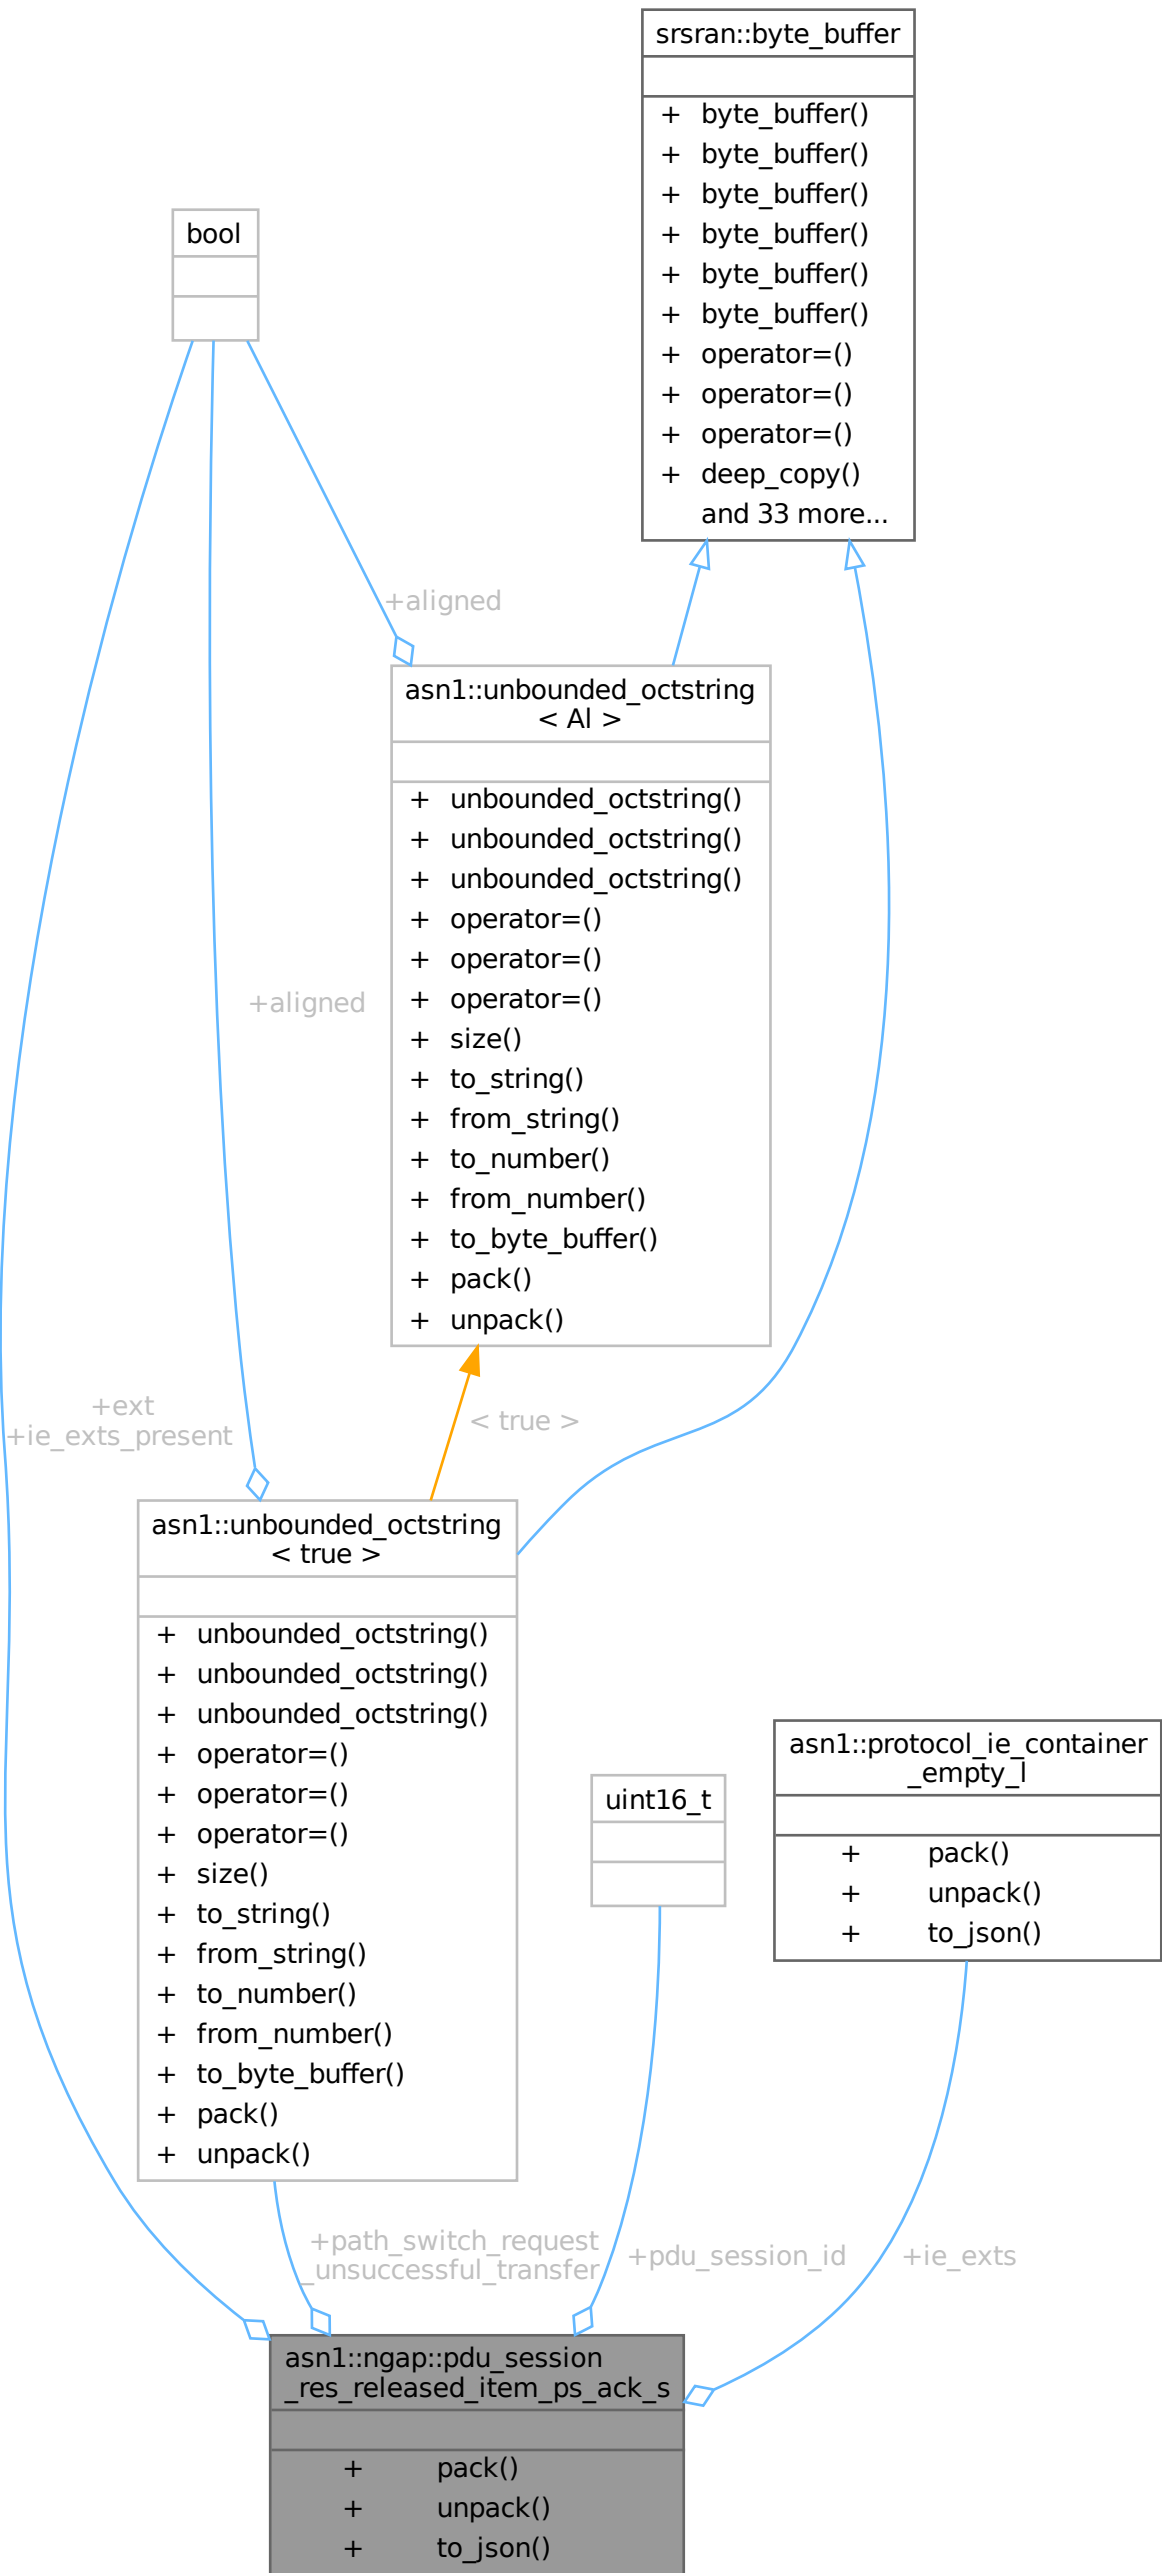 srsran::byte_buffer
+ byte_buffer()
+ byte_buffer()
+ byte_buffer()
+ byte_buffer()
+ byte_buffer()
+ byte_buffer()
+ operator=()
+ operator=()
+ operator=()
+ deep_copy()
and 33 more...
bool
+aligned
asn1::unbounded_octstring
< Al >
+ unbounded_octstring()
+ unbounded_octstring()
+ unbounded_octstring()
+ operator=()
+ operator=()
+ operator=()
+ size()
+ to_string()
+ from_string()
+ to_number()
+ from_number()
+ to_byte_buffer()
+ pack()
+ unpack()
+aligned
+ext
+ie_exts_present
< true >
asn1::unbounded_octstring
< true >
+ unbounded_octstring()
+ unbounded_octstring()
+ unbounded_octstring()
+ operator=()
+ operator=()
+ operator=()
+ size()
+ to_string()
+ from_string()
+ to_number()
+ from_number()
+ to_byte_buffer()
+ pack()
+ unpack()
uint16_t
asn1::protocol_ie_container
_empty_l
+ pack()
+ unpack()
+ to_json()
+path_switch_request
_unsuccessful_transfer
+pdu_session_id
+ie_exts
asn1::ngap::pdu_session
_res_released_item_ps_ack_s
+ pack()
+ unpack()
+ to_json()